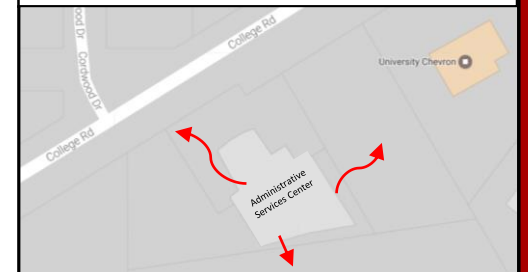 ood Dr
Cordwood Dr
College Rd
University Chevron
College Rd
Administrative
Services Center